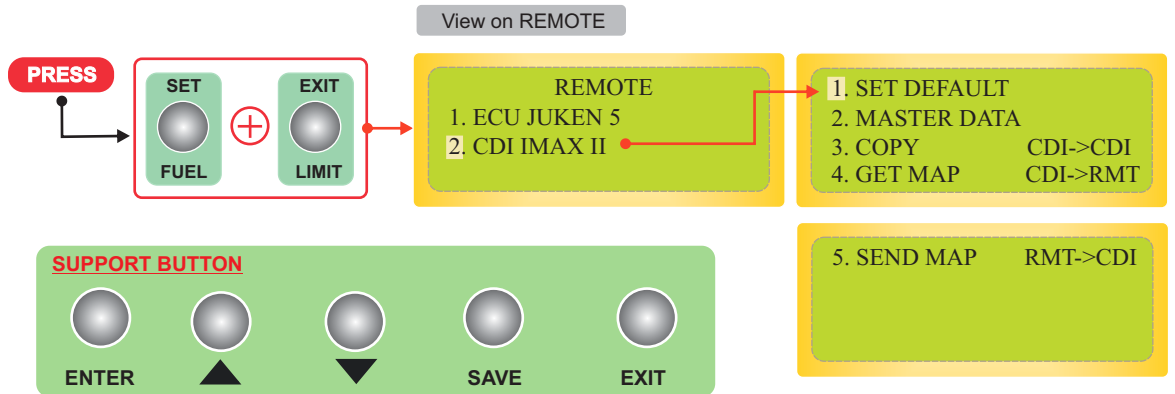 View on REMOTE
PRESS
SET
EXIT
FUEL
LIMIT
REMOTE
1. ECU JUKEN 5
2. CDI IMAX II
1. SET DEFAULT
2. MASTER DATA
3. COPY CDI->CDI
4. GET MAP CDI->RMT
5. SEND MAP RMT->CDI
SUPPORT BUTTON
ENTER
SAVE
EXIT